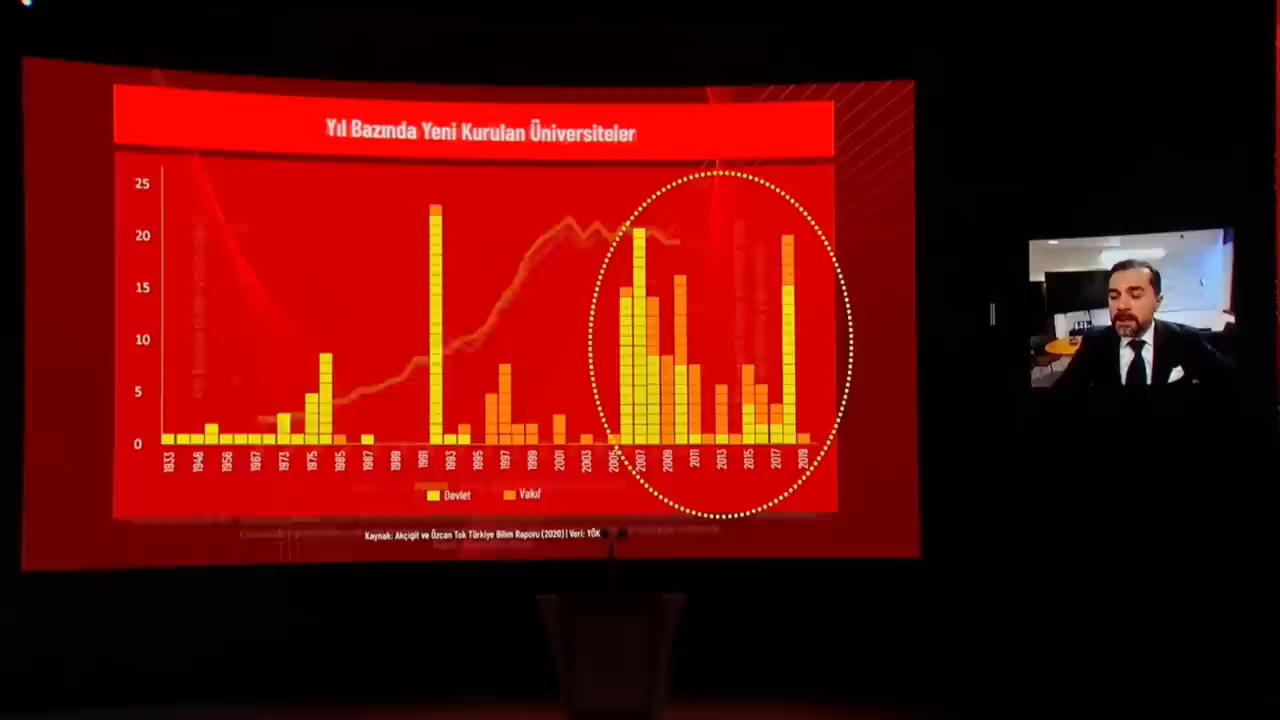 Yıl Bazında Yeni Kurulan Üniversiteler
25
20
15
10
5
0
1933 1946 1956 1967 1973 1975 1985 1987 1989 1991 1993 1995 1997 1999 2001 2003 2005 2007 2009 2011 2013 2015 2017 2019
Devlet Vakıf
Kaynak: Akçiğit ve Özcan Tok Türkiye Bilim Raporu (2020) | Veri: YÖK